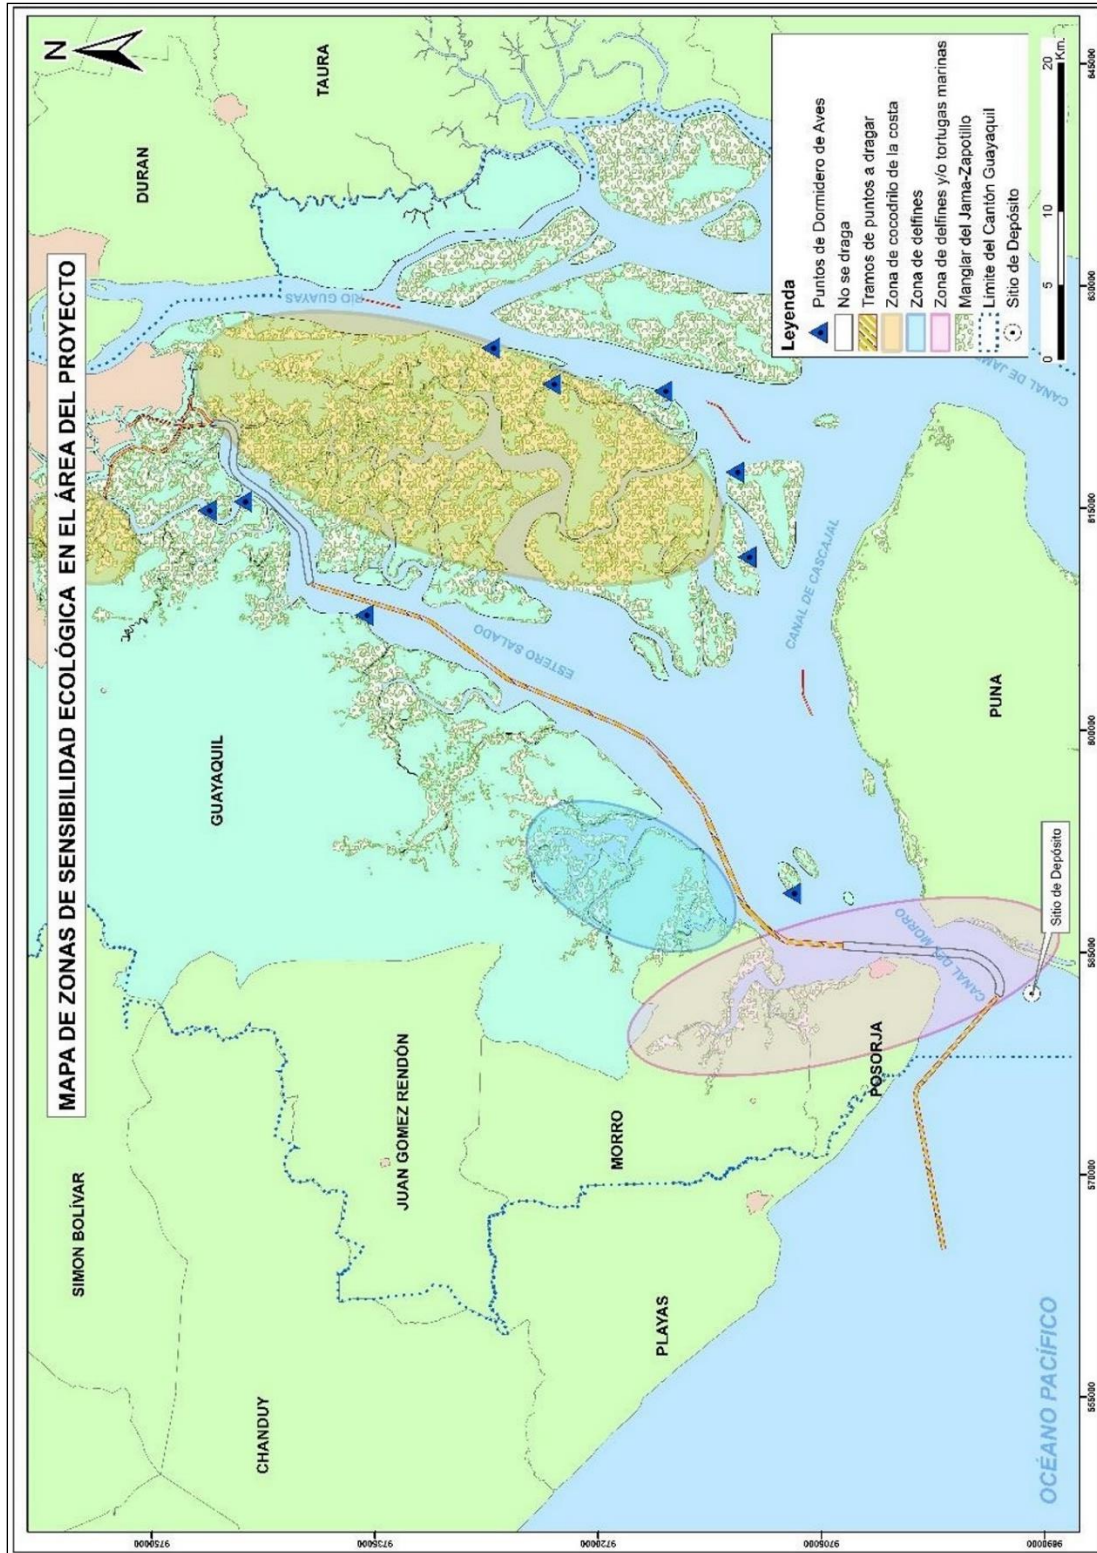 MAPA DE ZONAS DE SENSIBILIDAD ECOLÓGICA EN EL ÁREA DEL PROYECTO
N
SIMON BOLÍVAR
DURAN
TAURA
GUAYAQUIL
RIO GUAYAS
CHANDUY
JUAN GOMEZ RENDÓN
ESTERO SALADO
MORRO
PLAYAS
CANAL DE CASCAJAL
CANAL DE JAM
POSORJA
CANAL DEL MORRO
PUNA
Sitio de Depósito
OCÉANO PACÍFICO
Leyenda
Puntos de Dormidero de Aves
No se draga
Tramos de puntos a dragar
Zona de cocodrilo de la costa
Zona de delfines
Zona de delfines y/o tortugas marinas
Manglar del Jama-Zapotillo
Límite del Cantón Guayaquil
Sitio de Depósito
0 5 10 20
Km.
9750000
9735000
9720000
9705000
9690000
555000 570000 585000 600000 615000 630000 645000